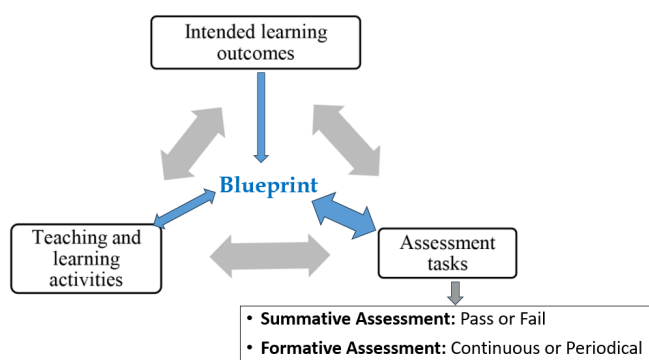 Intended learning
outcomes
Blueprint
Teaching and
learning
activities
Assessment
tasks
• Summative Assessment: Pass or Fail
• Formative Assessment: Continuous or Periodical